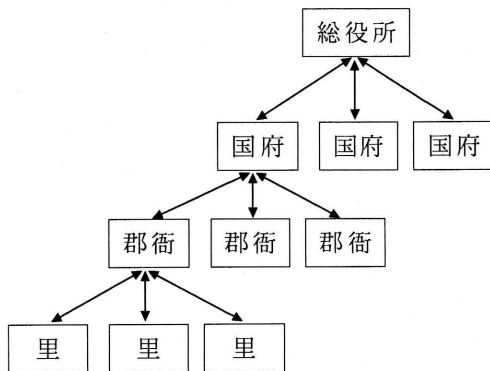 総役所
国府 国府 国府
郡衙 郡衙 郡衙
里 里 里